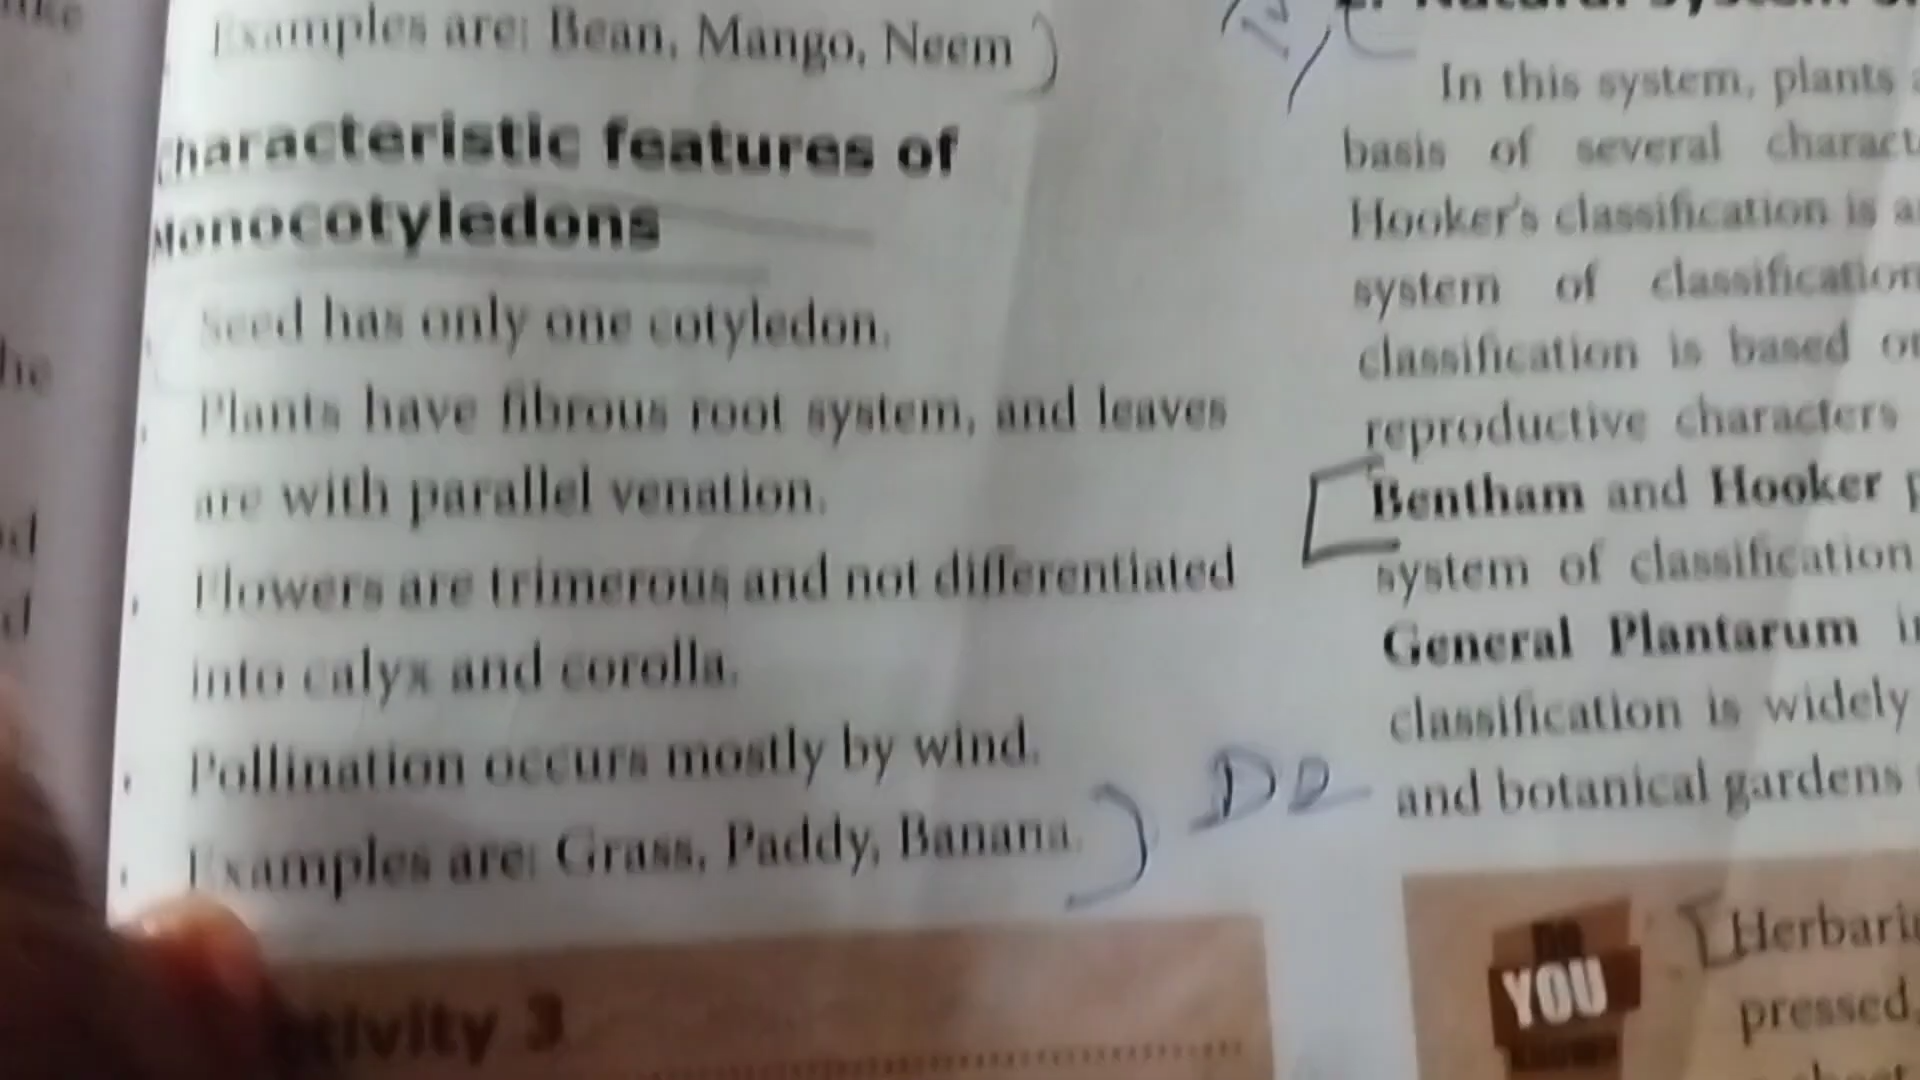 Examples are: Bean, Mango, Neem
Characteristic features of
Monocotyledons
Seed has only one cotyledon.
Plants have fibrous root system, and leaves
are with parallel venation.
Flowers are trimerous and not differentiated
into calyx and corolla.
Pollination occurs mostly by wind.
Examples are: Grass, Paddy, Banana.
ctivity 3
In this system, plants
basis of several charact
Hooker's classification is a
system of classification
classification is based o
reproductive characters
Bentham and Hooker p
system of classification
General Plantarum i
classification is widely
and botanical gardens
YOU
Herbari
pressed,